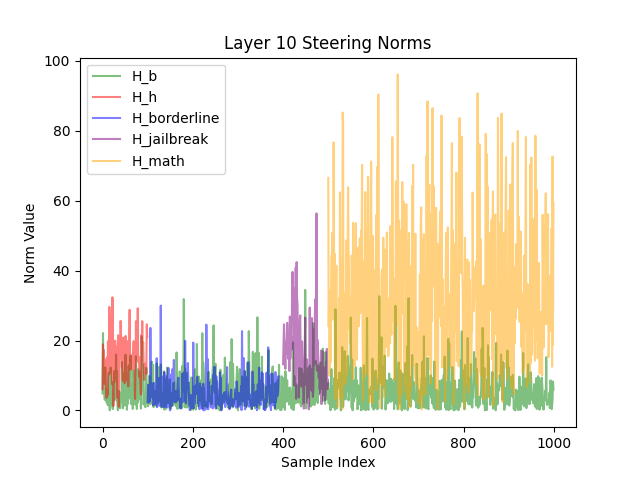 Layer 10 Steering Norms
100
80
60
40
20
0
Norm Value
H_b
H_h
H_borderline
H_jailbreak
H_math
0
200
400
600
800
1000
Sample Index